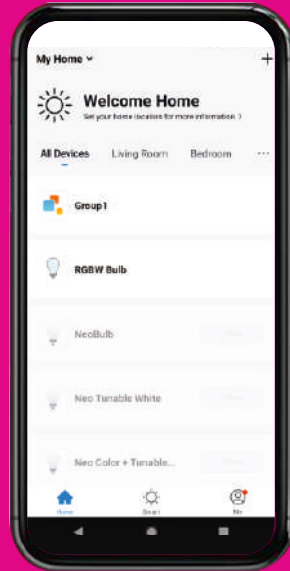 My Home
Welcome Home
Set your home location for more information >
All Devices Living Room Bedroom ...
Group1
RGBW Bulb
NeoBulb
Neo Tunable White
Neo Color + Tunable...
Home Smart Me